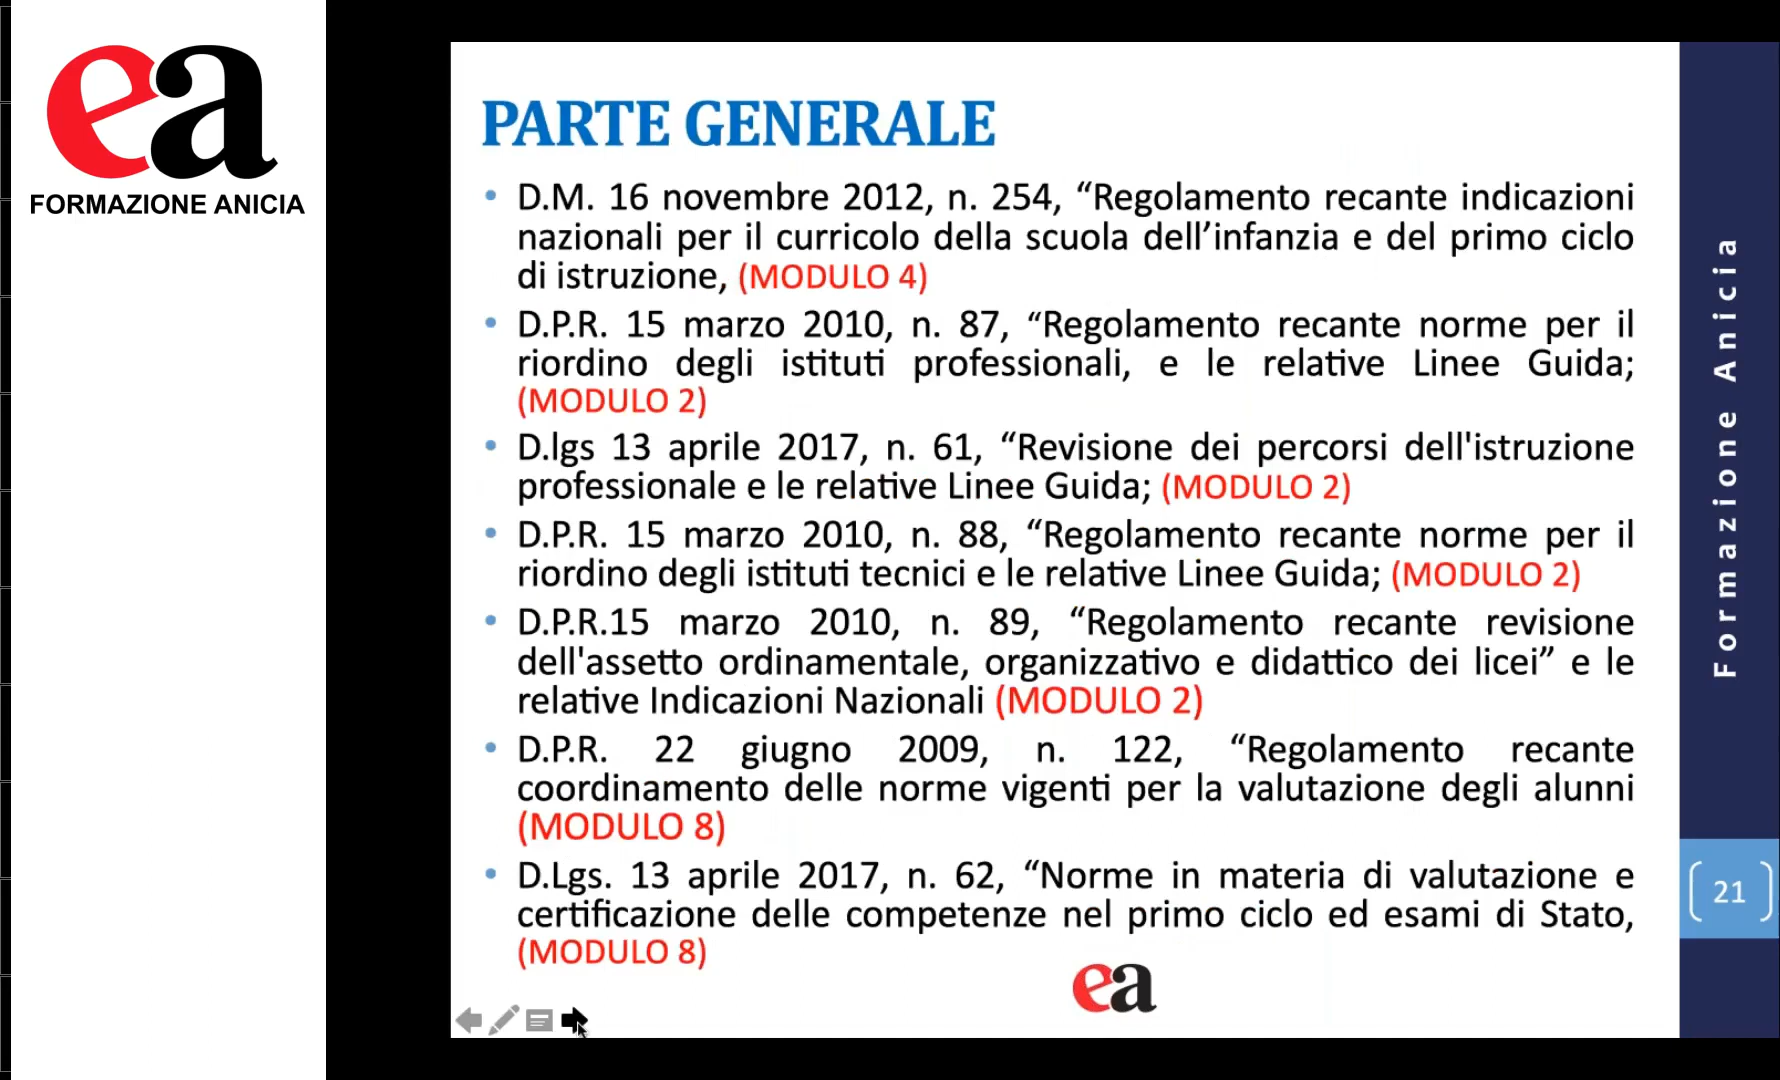 ea
FORMAZIONE ANICIA
PARTE GENERALE
• D.M. 16 novembre 2012, n. 254, “Regolamento recante indicazioni
nazionali per il curricolo della scuola dell’infanzia e del primo ciclo
di istruzione, (MODULO 4)
• D.P.R. 15 marzo 2010, n. 87, “Regolamento recante norme per il
riordino degli istituti professionali, e le relative Linee Guida;
(MODULO 2)
• D.lgs 13 aprile 2017, n. 61, “Revisione dei percorsi dell'istruzione
professionale e le relative Linee Guida; (MODULO 2)
• D.P.R. 15 marzo 2010, n. 88, “Regolamento recante norme per il
riordino degli istituti tecnici e le relative Linee Guida; (MODULO 2)
• D.P.R.15 marzo 2010, n. 89, “Regolamento recante revisione
dell'assetto ordinamentale, organizzativo e didattico dei licei” e le
relative Indicazioni Nazionali (MODULO 2)
• D.P.R. 22 giugno 2009, n. 122, “Regolamento recante
coordinamento delle norme vigenti per la valutazione degli alunni
(MODULO 8)
• D.Lgs. 13 aprile 2017, n. 62, “Norme in materia di valutazione e
certificazione delle competenze nel primo ciclo ed esami di Stato,
(MODULO 8)
ea
Formazione Anicia
21